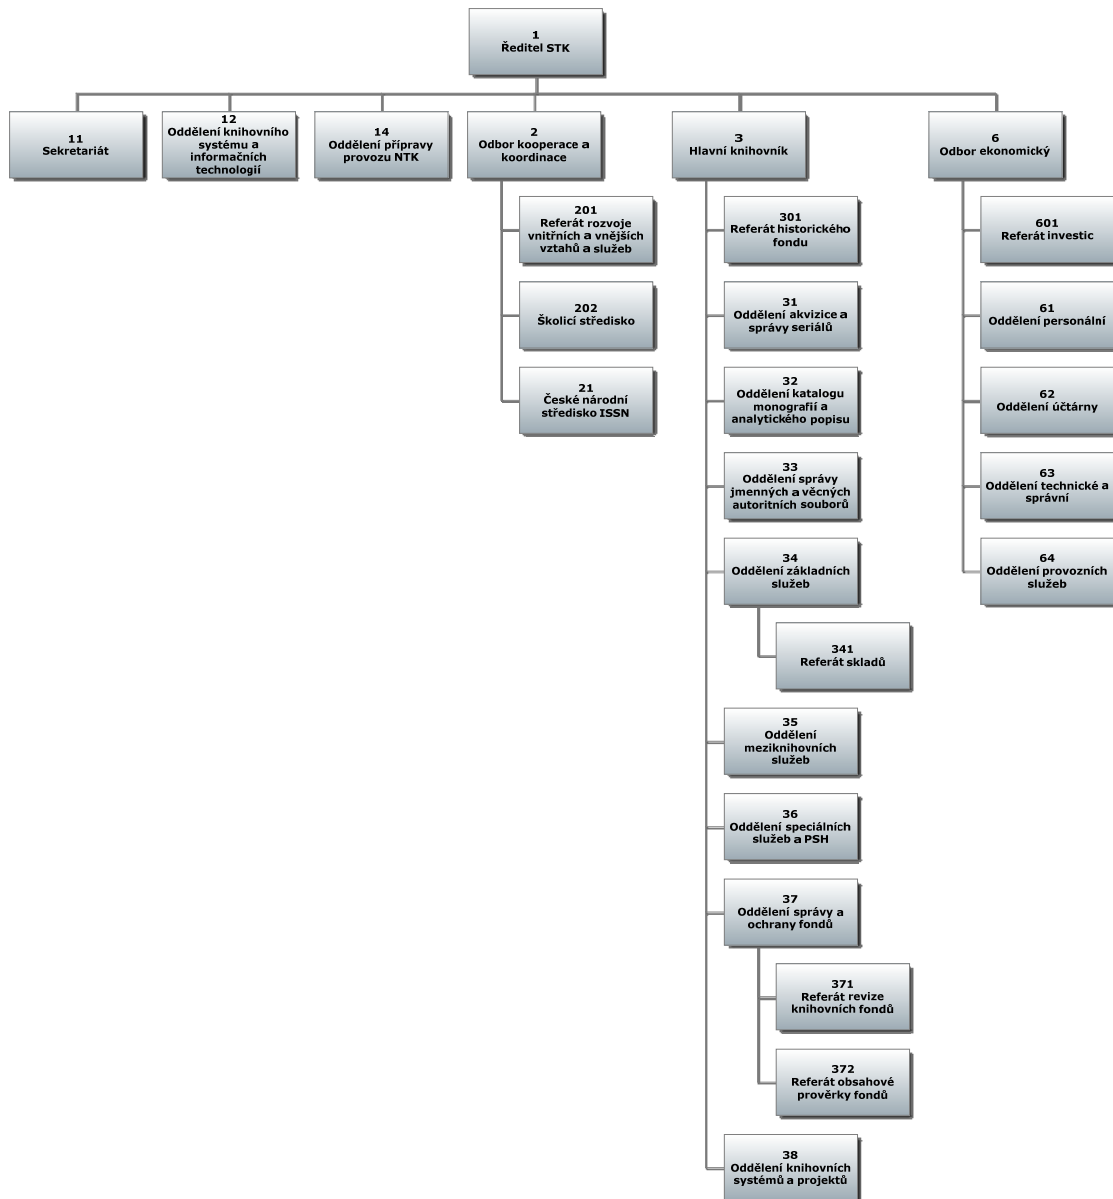 1
Ředitel STK
11
Sekretariát
12
Oddělení knihovního
systému a
informačních
technologií
14
Oddělení přípravy
provozu NTK
2
Odbor kooperace a
koordinace
3
Hlavní knihovník
6
Odbor ekonomický
201
Referát rozvoje
vnitřních a vnějších
vztahů a služeb
202
Školicí středisko
21
České národní
středisko ISSN
301
Referát historického
fondu
31
Oddělení akvizice a
správy seriálů
32
Oddělení katalogu
monografií a
analytického popisu
33
Oddělení správy
jmenných a věcných
autoritních souborů
34
Oddělení základních
služeb
341
Referát skladů
35
Oddělení
meziknihovních
služeb
36
Oddělení speciálních
služeb a PSH
37
Oddělení správy a
ochrany fondů
371
Referát revize
knihovních fondů
372
Referát obsahové
prověrky fondů
38
Oddělení knihovních
systémů a projektů
601
Referát investic
61
Oddělení personální
62
Oddělení účtárny
63
Oddělení technické a
správní
64
Oddělení provozních
služeb